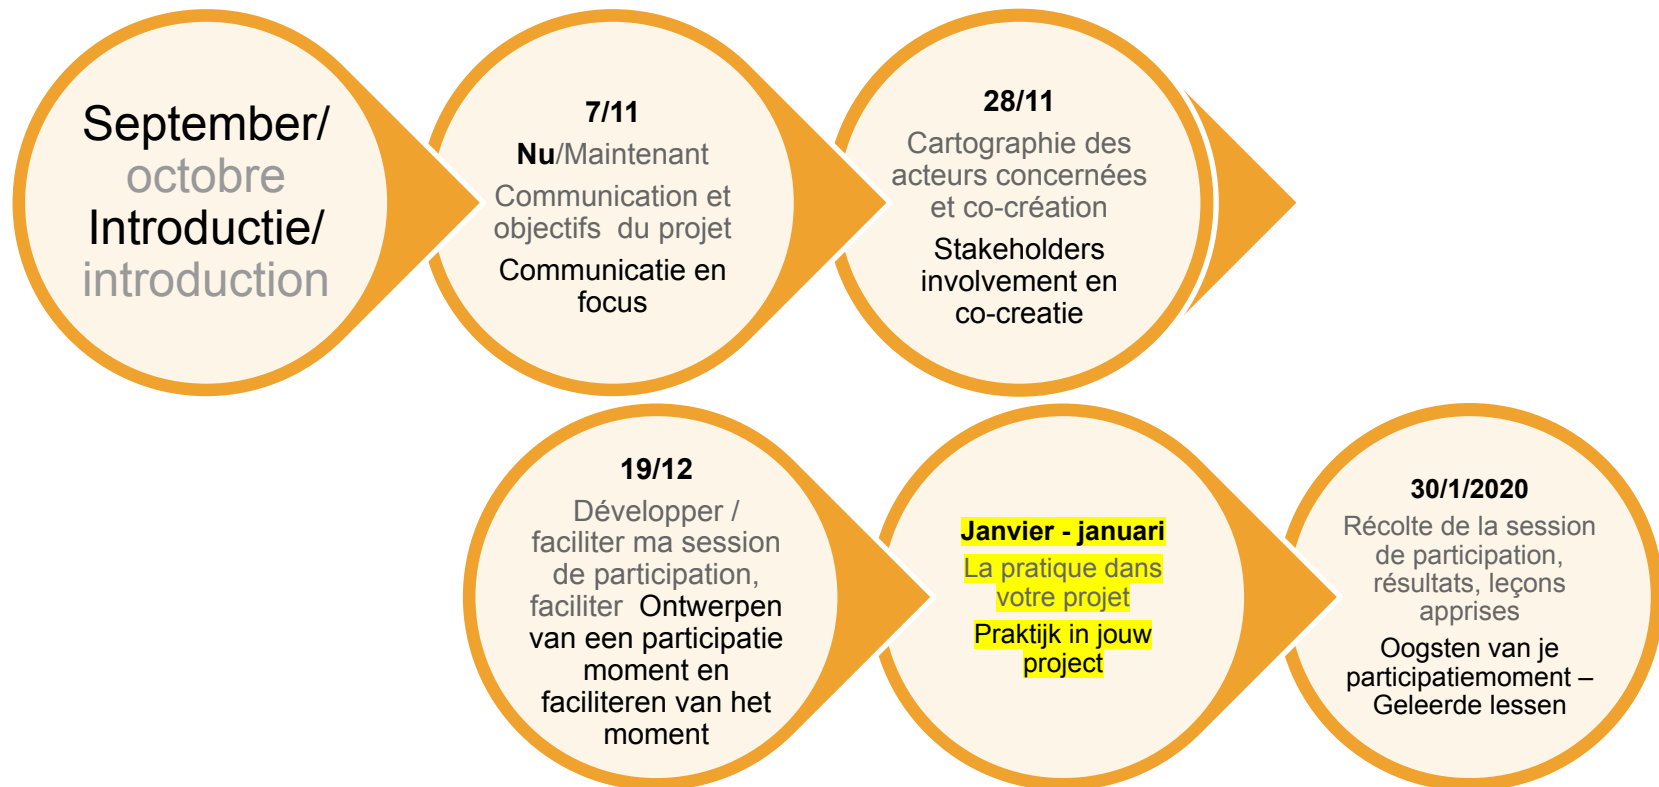 September/
octobre
Introductie/
introduction
7/11
Nu/Maintenant
Communication et
objectifs du projet
Communicatie en
focus
28/11
Cartographie des
acteurs concernées
et co-création
Stakeholders
involvement en
co-creatie
19/12
Développer /
faciliter ma session
de participation,
faciliter Ontwerpen
van een participatie
moment en
faciliteren van het
moment
Janvier - januari
La pratique dans
votre projet
Praktijk in jouw
project
30/1/2020
Récolte de la session
de participation,
résultats, leçons
apprises
Oogsten van je
participatiemoment –
Geleerde lessen